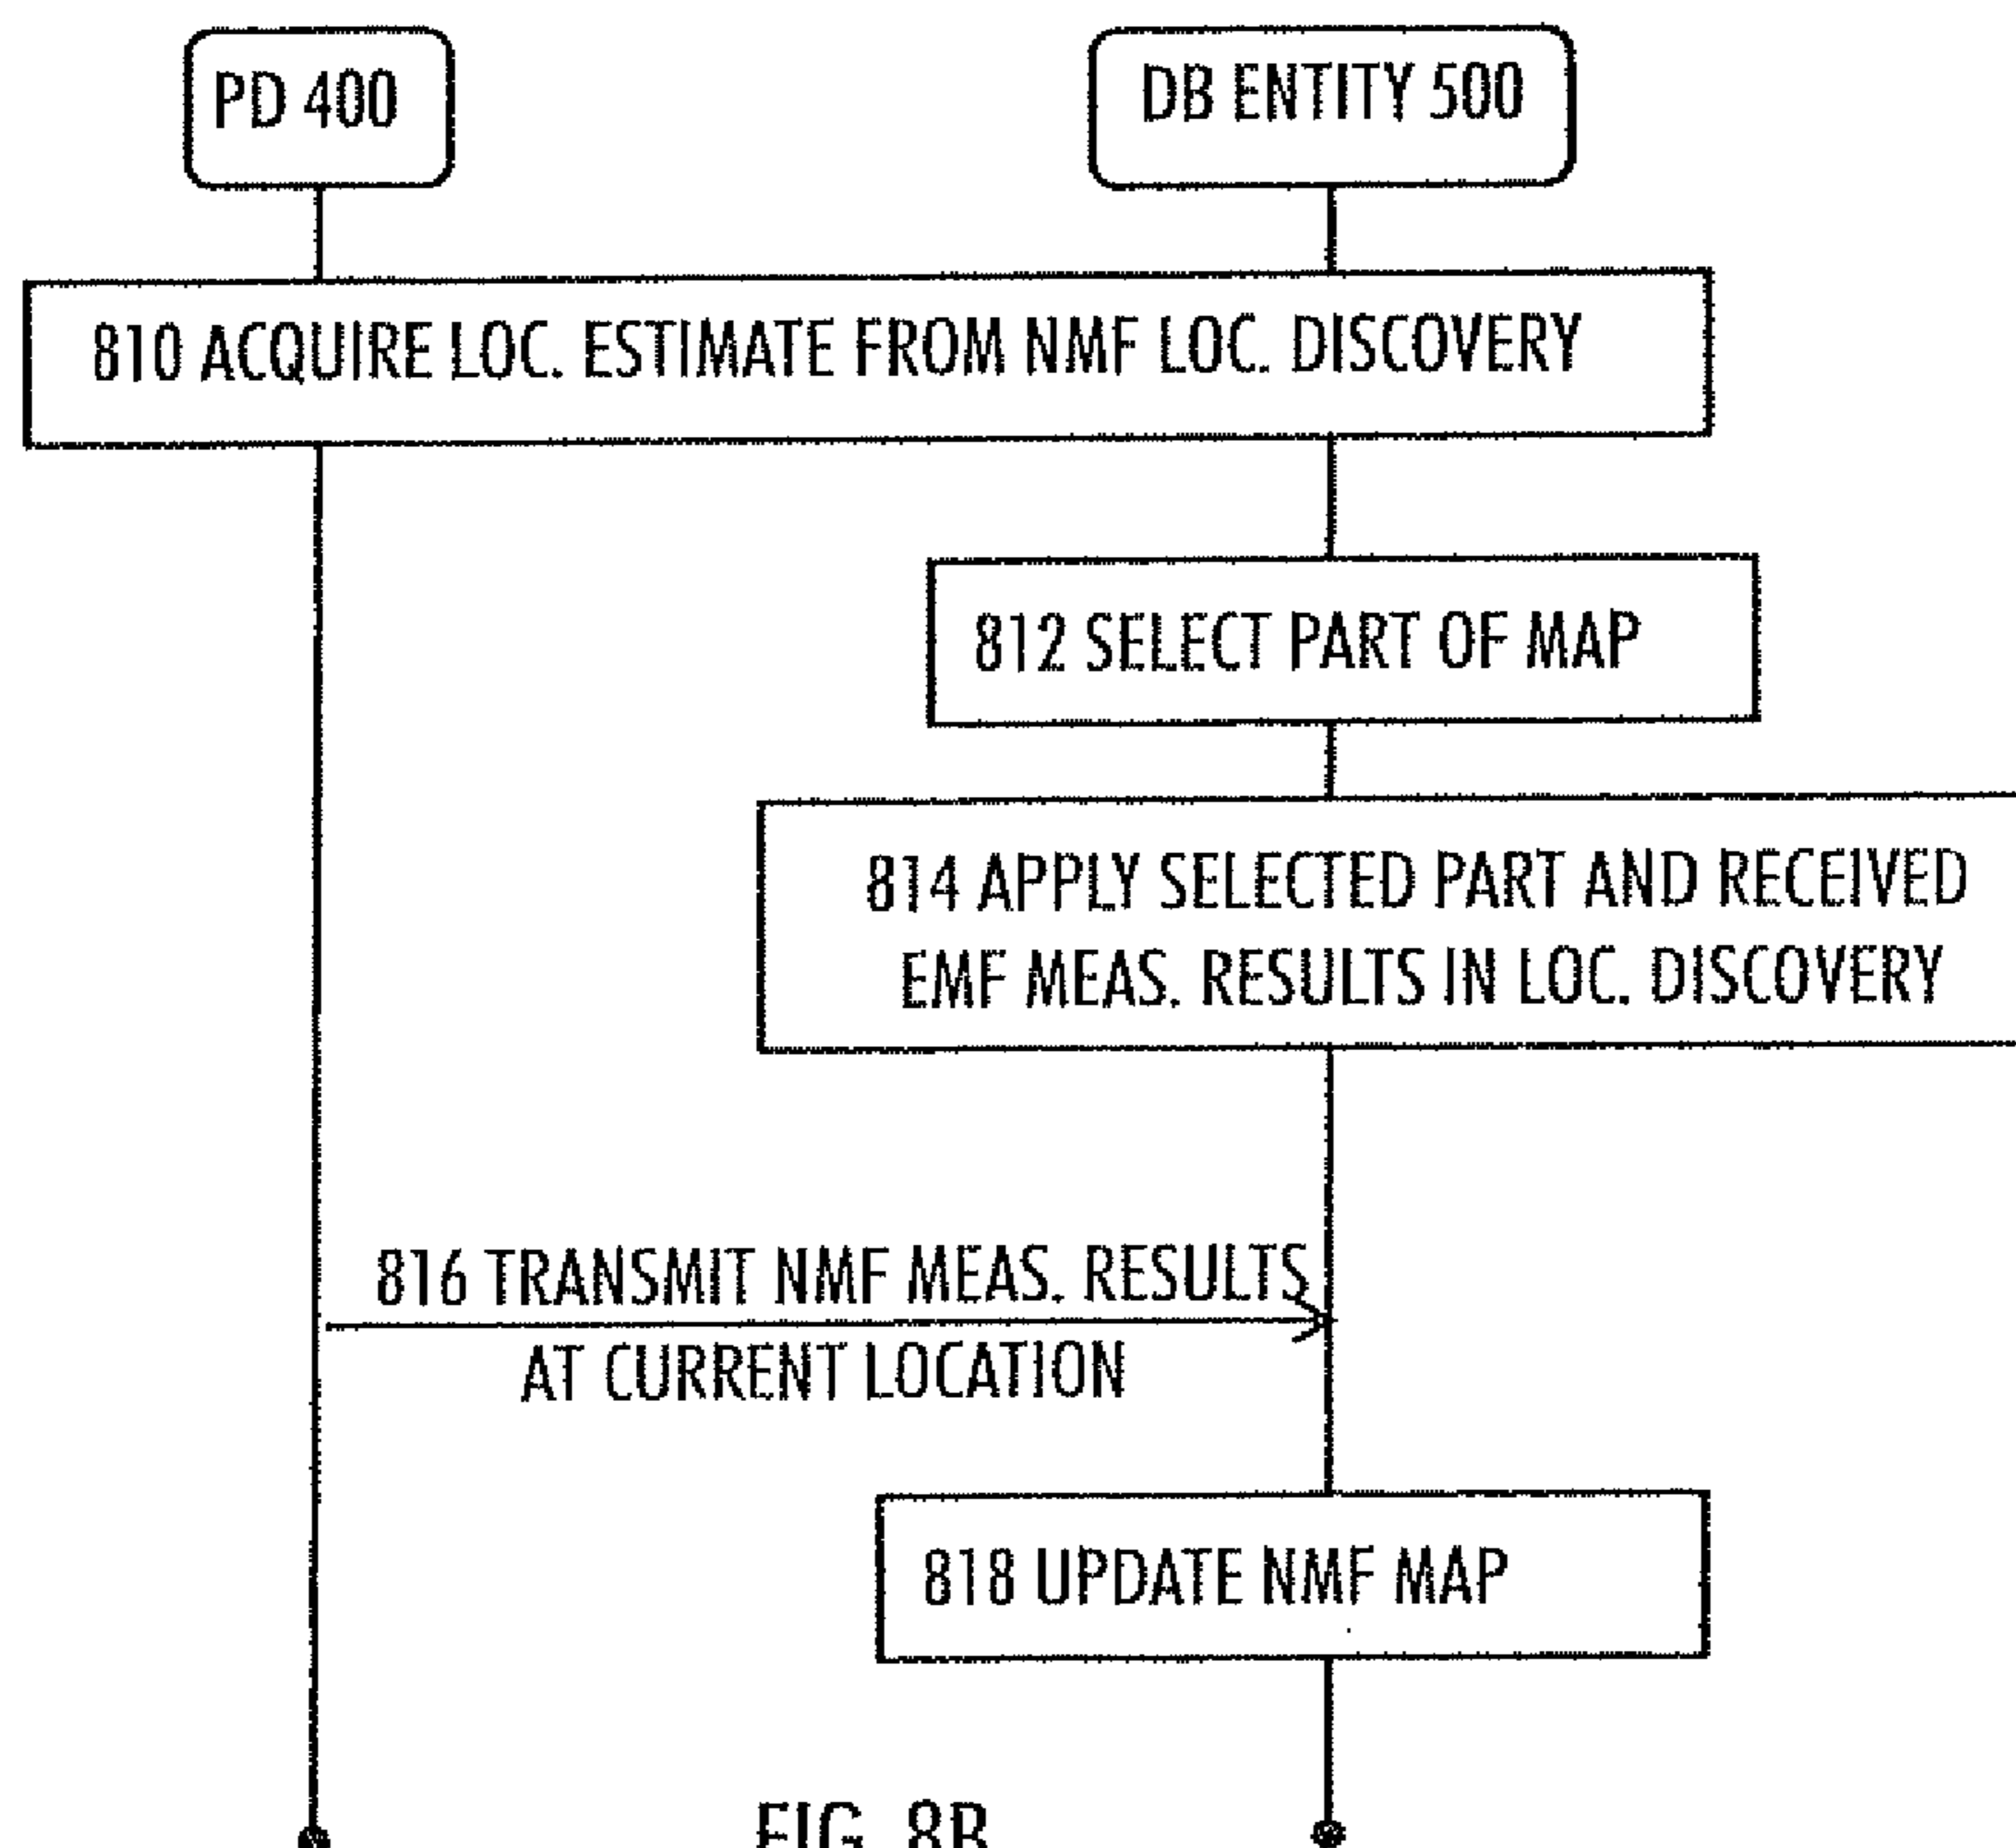 PD 400
DB ENTITY 500
810 ACQUIRE LOC. ESTIMATE FROM NMF LOC. DISCOVERY
812 SELECT PART OF MAP
814 APPLY SELECTED PART AND RECEIVED
EMF MEAS. RESULTS IN LOC. DISCOVERY
816 TRANSMIT NMF MEAS. RESULTS
AT CURRENT LOCATION
818 UPDATE NMF MAP
FIG. 8B